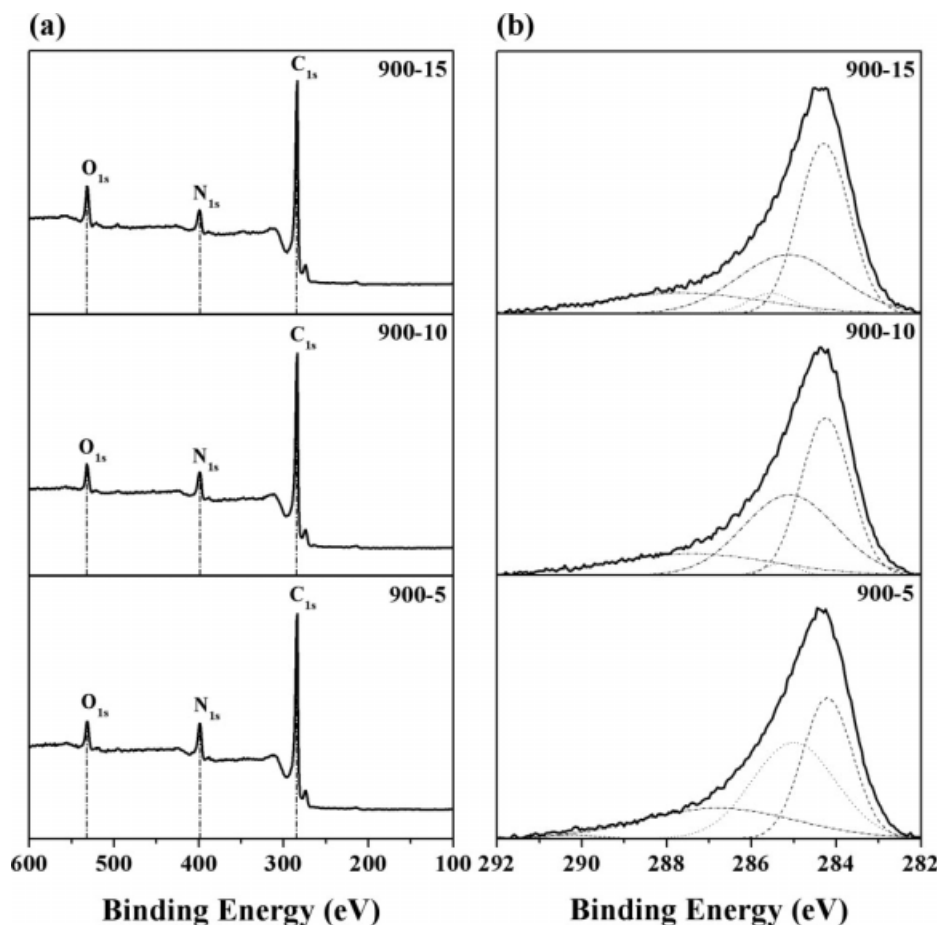 (a)
(b)
C1s
900-15
900-15
O1s
N1s
C1s
900-10
900-10
O1s
N1s
C1s
900-5
900-5
O1s
N1s
600 500 400 300 200 100
292 290 288 286 284 282
Binding Energy (eV)
Binding Energy (eV)